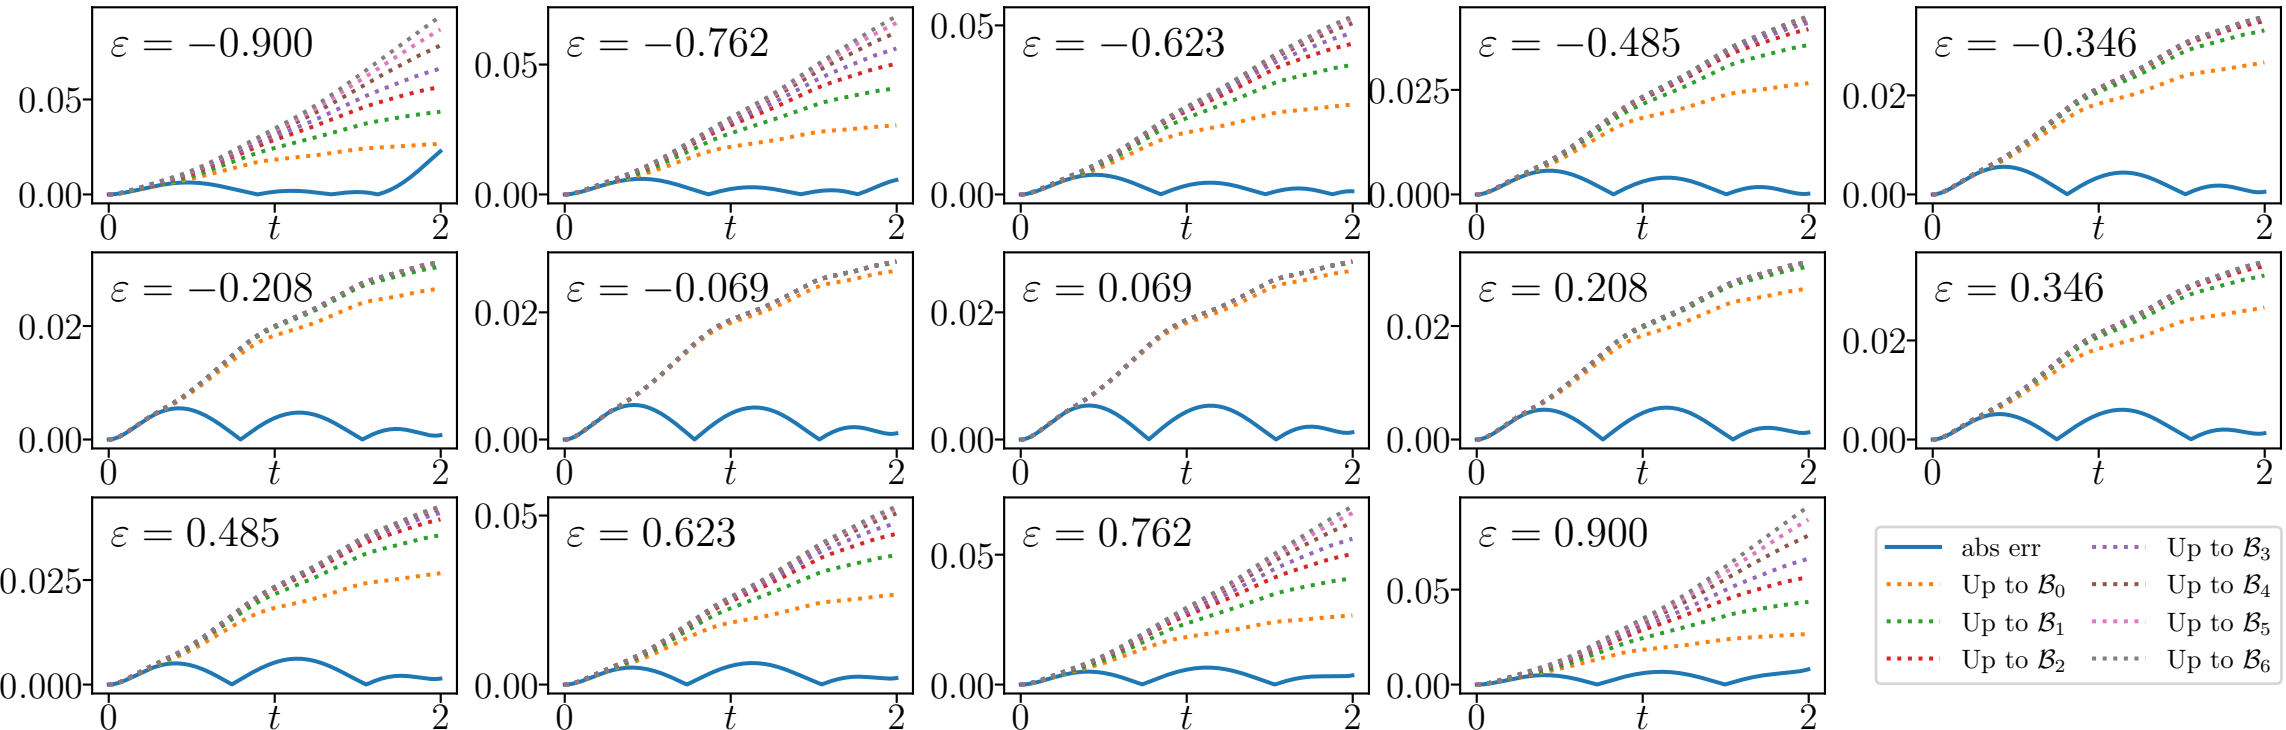 ε = −0.900
0.05
0.00
0
t
2
ε = −0.762
0.05
0.00
0
t
2
ε = −0.623
0.05
0.00
0
t
2
ε = −0.485
0.025
0.000
0
t
2
ε = −0.346
0.02
0.00
0
t
2
ε = −0.208
0.02
0.00
0
t
2
ε = −0.069
0.02
0.00
0
t
2
ε = 0.069
0.02
0.00
0
t
2
ε = 0.208
0.02
0.00
0
t
2
ε = 0.346
0.02
0.00
0
t
2
ε = 0.485
0.025
0.000
0
t
2
ε = 0.623
0.05
0.00
0
t
2
ε = 0.762
0.05
0.00
0
t
2
ε = 0.900
0.05
0.00
0
t
2
abs err
Up to ℬ₀
Up to ℬ₁
Up to ℬ₂
Up to ℬ₃
Up to ℬ₄
Up to ℬ₅
Up to ℬ₆